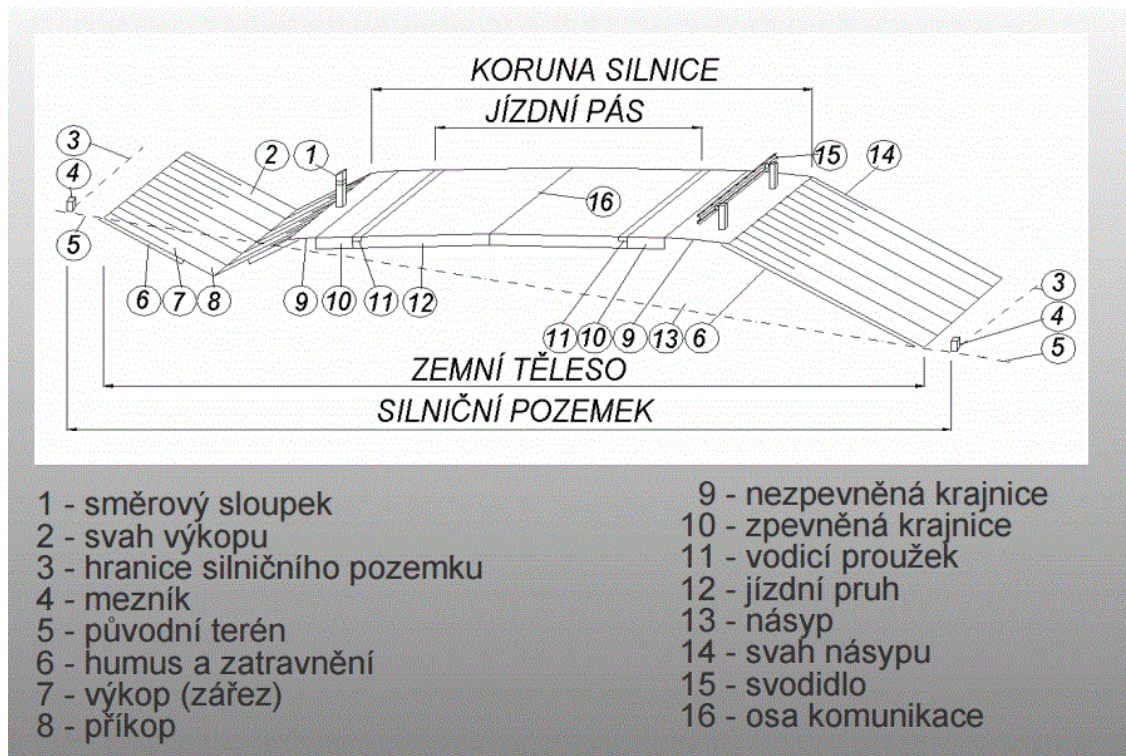 KORUNA SILNICE
JÍZDNÍ PÁS
3
4
5
2
1
16
15
14
6
7
8
9
10
11
12
11
10
9
13
6
3
4
5
ZEMNÍ TĚLESO
SILNIČNÍ POZEMEK
1 - směrový sloupek
2 - svah výkopu
3 - hranice silničního pozemku
4 - mezník
5 - původní terén
6 - humus a zatravnění
7 - výkop (zářez)
8 - příkop
9 - nezpevněná krajnice
10 - zpevněná krajnice
11 - vodicí proužek
12 - jízdní pruh
13 - násyp
14 - svah násypu
15 - svodidlo
16 - osa komunikace